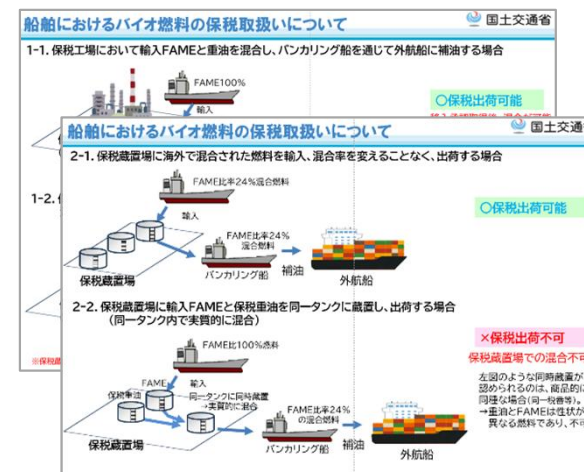 船舶におけるバイオ燃料の保税取扱いについて
国土交通省
1-1. 保税工場において輸入FAMEと重油を混合し、バンカリング船を通じて外航船に補油する場合
FAME100%
輸入
〇保税出荷可能
1-2.
船舶におけるバイオ燃料の保税取扱いについて
国土交通
2-1. 保税蔵置場に海外で混合された燃料を輸入、混合率を変えることなく、出荷する場合
FAME比率24%混合燃料
輸入
〇保税出荷可能
FAME比率24%
混合燃料
保税蔵置場
バンカリング船
補油
外航船
2-2. 保税蔵置場に輸入FAMEと保税重油を同一タンクに蔵置し、出荷する場合
(同一タンク内で実質的に混合)
×保税出荷不可
保税蔵置場での混合不可
FAME比100%燃料
FAME
輸入
保税重油
同一タンクに同時蔵置
→実質的に混合
左図のような同時蔵置が
認められるのは、商品的に
同種な場合(同一税番等)。
→重油とFAMEは性状が
異なる燃料であり、不可
FAME比率24%
の混合燃料
保税蔵置場
バンカリング船
補油
外航船
※保税蔵